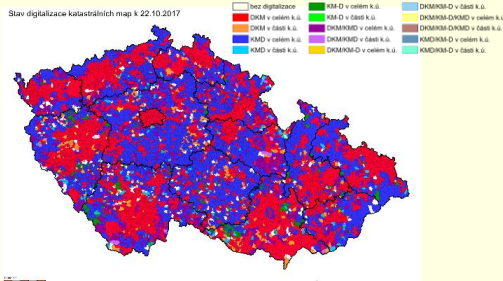 Stav digitalizace katastrálních map k 22.10.2017
bez digitalizace
DKM v celém k.ú.
DKM v části k.ú.
KMD v celém k.ú.
KMD v části k.ú.
KM-D v celém k.ú.
KM-D v části k.ú.
DKM/KMD v celém k.ú.
DKM/KMD v části k.ú.
DKM/KM-D v celém k.ú.
DKM/KM-D v části k.ú.
DKM/KM-D/KMD v celém k.ú.
DKM/KM-D/KMD v části k.ú.
KMD/KM-D v celém k.ú.
KMD/KM-D v části k.ú.